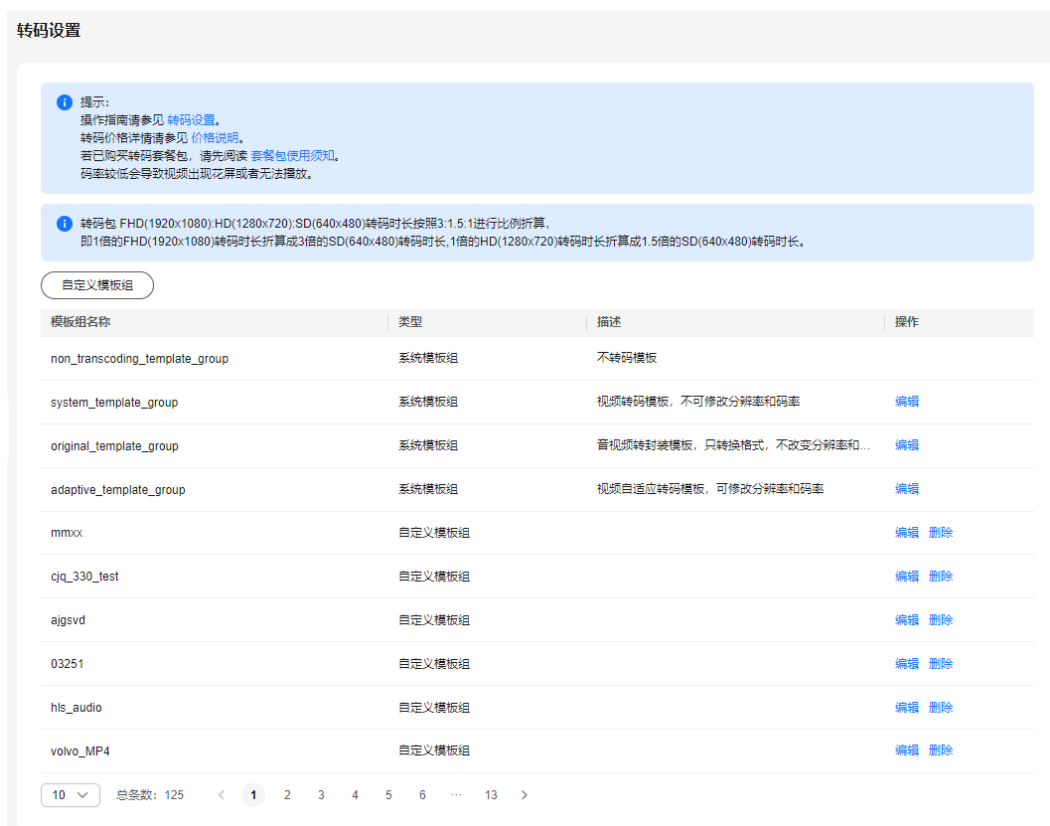 转码设置
提示：
操作指南请参见 转码设置。
转码价格详情请参见 价格说明。
若已购买转码套餐包，请先阅读 套餐包使用须知。
码率较低会导致视频出现花屏或者无法播放。
转码包 FHD(1920x1080):HD(1280x720):SD(640x480)转码时长按照3:1.5:1进行比例折算，
即1倍的FHD(1920x1080)转码时长折算成3倍的SD(640x480)转码时长,1倍的HD(1280x720)转码时长折算成1.5倍的SD(640x480)转码时长。
自定义模板组
模板组名称 类型 描述 操作
non_transcoding_template_group 系统模板组 不转码模板
system_template_group 系统模板组 视频转码模板，不可修改分辨率和码率 编辑
original_template_group 系统模板组 音视频转封装模板，只转换格式，不改变分辨率和... 编辑
adaptive_template_group 系统模板组 视频自适应转码模板，可修改分辨率和码率 编辑
mmxx 自定义模板组 编辑 删除
cjq_330_test 自定义模板组 编辑 删除
ajgsvd 自定义模板组 编辑 删除
03251 自定义模板组 编辑 删除
hls_audio 自定义模板组 编辑 删除
volvo_MP4 自定义模板组 编辑 删除
10 总条数：125 < 1 2 3 4 5 6 ... 13 >